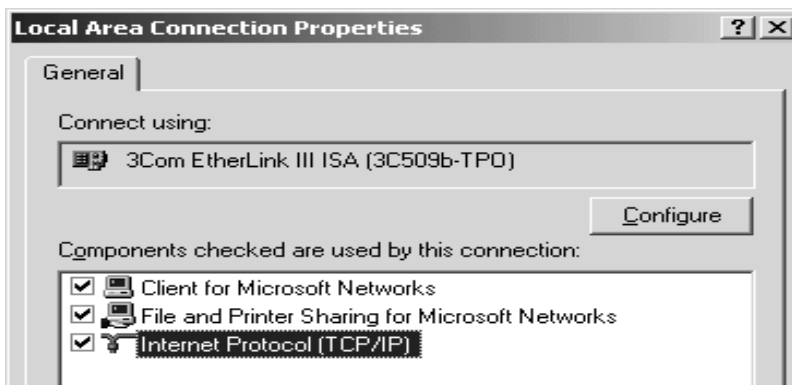 Local Area Connection Properties
General
Connect using:
3Com EtherLink III ISA (3C509b-TPO)
Configure
Components checked are used by this connection:
Client for Microsoft Networks
File and Printer Sharing for Microsoft Networks
Internet Protocol (TCP/IP)